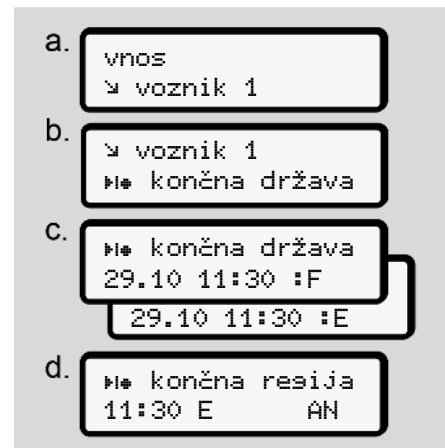 a.
vnos
↘ voznik 1
b.
↘ voznik 1
⏵I● končna država
c.
⏵I● končna država
29.10 11:30 :F
29.10 11:30 :E
d.
⏵I● končna regija
11:30 E AN